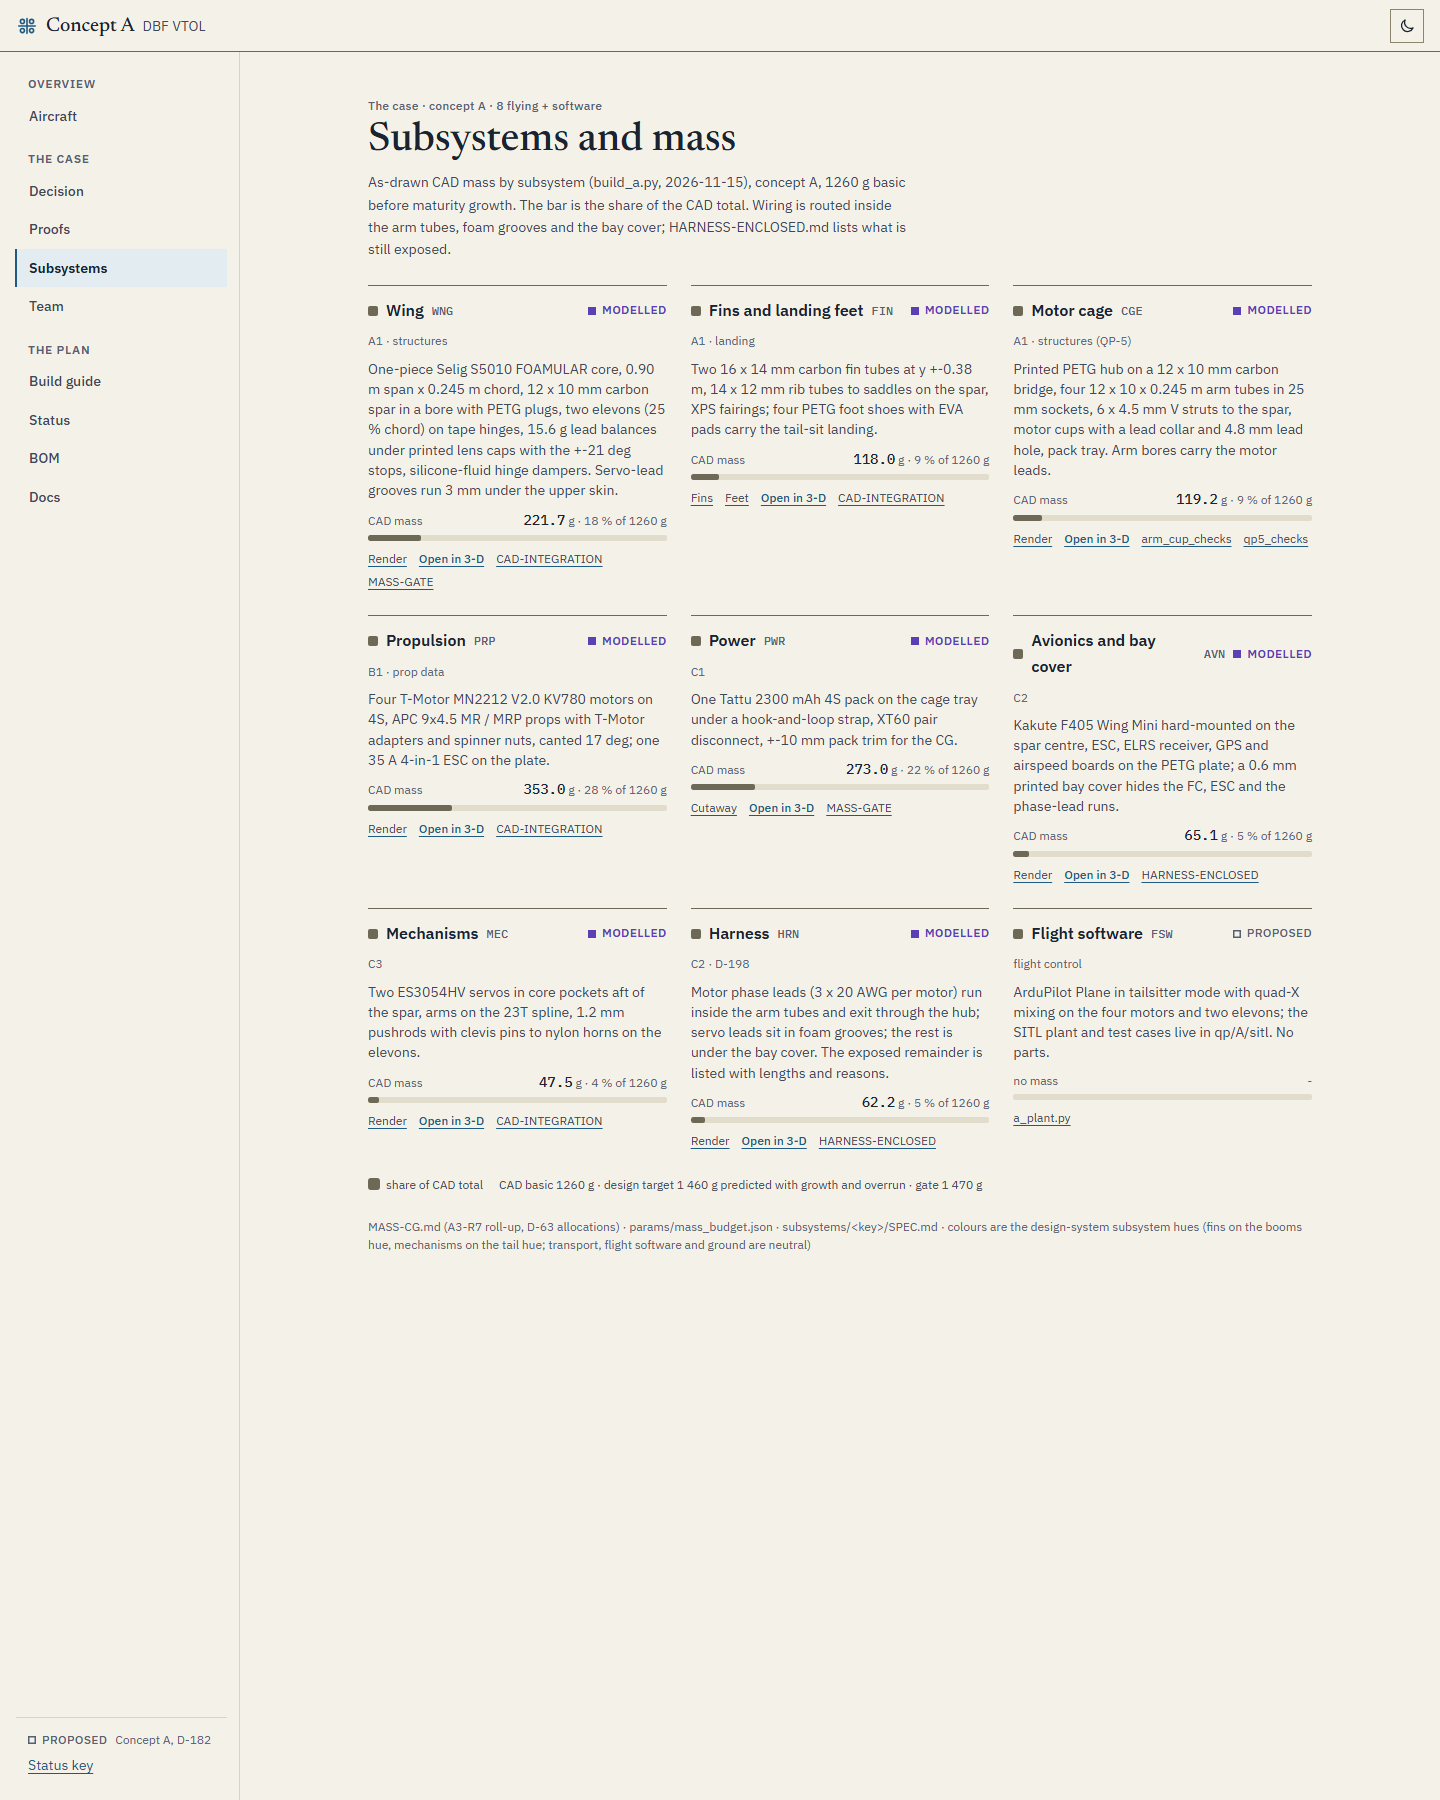 Concept A DBF VTOL
OVERVIEW
Aircraft
THE CASE
Decision
Proofs
Subsystems
Team
THE PLAN
Build guide
Status
BOM
Docs
PROPOSED Concept A, D-182
Status key
The case · concept A · 8 flying + software
Subsystems and mass
As-drawn CAD mass by subsystem (build_a.py, 2026-11-15), concept A, 1260 g basic
before maturity growth. The bar is the share of the CAD total. Wiring is routed inside
the arm tubes, foam grooves and the bay cover; HARNESS-ENCLOSED.md lists what is
still exposed.
Wing WNG MODELLED
A1 · structures
One-piece Selig S5010 FOAMULAR core, 0.90
m span x 0.245 m chord, 12 x 10 mm carbon
spar in a bore with PETG plugs, two elevons (25
% chord) on tape hinges, 15.6 g lead balances
under printed lens caps with the +-21 deg
stops, silicone-fluid hinge dampers. Servo-lead
grooves run 3 mm under the upper skin.
CAD mass 221.7 g · 18 % of 1260 g
Render Open in 3-D CAD-INTEGRATION
MASS-GATE
Fins and landing feet FIN MODELLED
A1 · landing
Two 16 x 14 mm carbon fin tubes at y +-0.38
m, 14 x 12 mm rib tubes to saddles on the spar,
XPS fairings; four PETG foot shoes with EVA
pads carry the tail-sit landing.
CAD mass 118.0 g · 9 % of 1260 g
Fins Feet Open in 3-D CAD-INTEGRATION
Motor cage CGE MODELLED
A1 · structures (QP-5)
Printed PETG hub on a 12 x 10 mm carbon
bridge, four 12 x 10 x 0.245 m arm tubes in 25
mm sockets, 6 x 4.5 mm V struts to the spar,
motor cups with a lead collar and 4.8 mm lead
hole, pack tray. Arm bores carry the motor
leads.
CAD mass 119.2 g · 9 % of 1260 g
Render Open in 3-D arm_cup_checks qp5_checks
Propulsion PRP MODELLED
B1 · prop data
Four T-Motor MN2212 V2.0 KV780 motors on
4S, APC 9x4.5 MR / MRP props with T-Motor
adapters and spinner nuts, canted 17 deg; one
35 A 4-in-1 ESC on the plate.
CAD mass 353.0 g · 28 % of 1260 g
Render Open in 3-D CAD-INTEGRATION
Power PWR MODELLED
C1
One Tattu 2300 mAh 4S pack on the cage tray
under a hook-and-loop strap, XT60 pair
disconnect, +-10 mm pack trim for the CG.
CAD mass 273.0 g · 22 % of 1260 g
Cutaway Open in 3-D MASS-GATE
Avionics and bay
cover AVN MODELLED
C2
Kakute F405 Wing Mini hard-mounted on the
spar centre, ESC, ELRS receiver, GPS and
airspeed boards on the PETG plate; a 0.6 mm
printed bay cover hides the FC, ESC and the
phase-lead runs.
CAD mass 65.1 g · 5 % of 1260 g
Render Open in 3-D HARNESS-ENCLOSED
Mechanisms MEC MODELLED
C3
Two ES3054HV servos in core pockets aft of
the spar, arms on the 23T spline, 1.2 mm
pushrods with clevis pins to nylon horns on the
elevons.
CAD mass 47.5 g · 4 % of 1260 g
Render Open in 3-D CAD-INTEGRATION
Harness HRN MODELLED
C2 · D-198
Motor phase leads (3 x 20 AWG per motor) run
inside the arm tubes and exit through the hub;
servo leads sit in foam grooves; the rest is
under the bay cover. The exposed remainder is
listed with lengths and reasons.
CAD mass 62.2 g · 5 % of 1260 g
Render Open in 3-D HARNESS-ENCLOSED
Flight software FSW PROPOSED
flight control
ArduPilot Plane in tailsitter mode with quad-X
mixing on the four motors and two elevons; the
SITL plant and test cases live in qp/A/sitl. No
parts.
no mass -
a_plant.py
share of CAD total CAD basic 1260 g · design target 1 460 g predicted with growth and overrun · gate 1 470 g
MASS-CG.md (A3-R7 roll-up, D-63 allocations) · params/mass_budget.json · subsystems/<key>/SPEC.md · colours are the design-system subsystem hues (fins on the booms
hue, mechanisms on the tail hue; transport, flight software and ground are neutral)